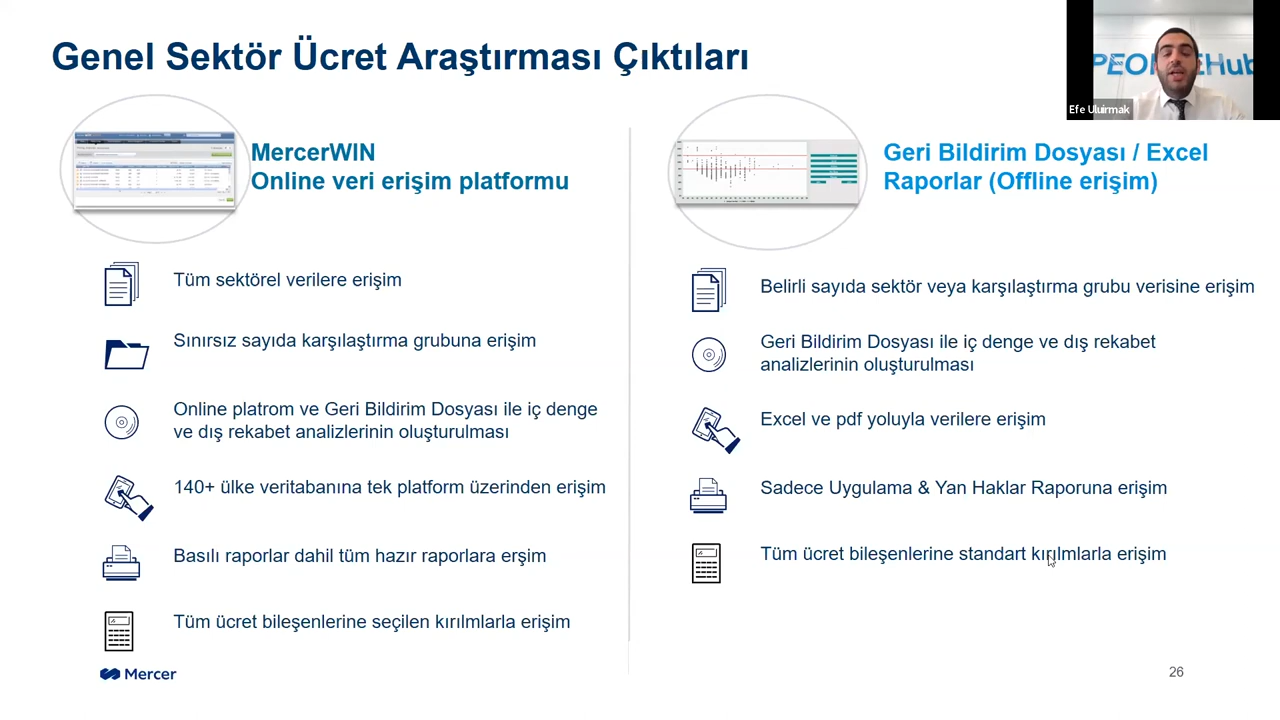 Genel Sektör Ücret Araştırması Çıktıları
Efe Uluirmak
MercerWIN
Online veri erişim platformu
Tüm sektörel verilere erişim
Sınırsız sayıda karşılaştırma grubuna erişim
Online platrom ve Geri Bildirim Dosyası ile iç denge
ve dış rekabet analizlerinin oluşturulması
140+ ülke veritabanına tek platform üzerinden erişim
Basılı raporlar dahil tüm hazır raporlara erşim
Tüm ücret bileşenlerine seçilen kırılmlarla erişim
Geri Bildirim Dosyası / Excel
Raporlar (Offline erişim)
Belirli sayıda sektör veya karşılaştırma grubu verisine erişim
Geri Bildirim Dosyası ile iç denge ve dış rekabet
analizlerinin oluşturulması
Excel ve pdf yoluyla verilere erişim
Sadece Uygulama & Yan Haklar Raporuna erişim
Tüm ücret bileşenlerine standart kırılmlarla erişim
Mercer
26